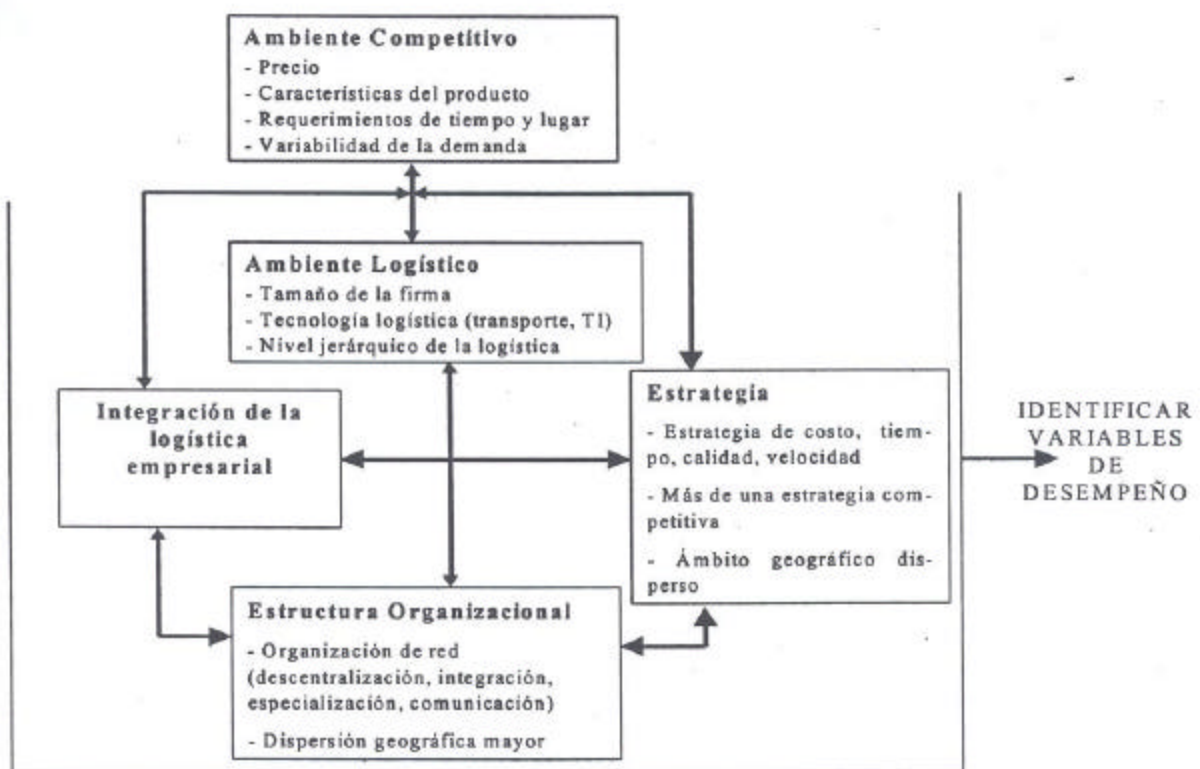 Ambiente Competitivo
- Precio
- Características del producto
- Requerimientos de tiempo y lugar
- Variabilidad de la demanda
Ambiente Logístico
- Tamaño de la firma
- Tecnología logística (transporte, TI)
- Nivel jerárquico de la logística
Integración de la
logística
empresarial
Estrategia
- Estrategia de costo, tiem-
po, calidad, velocidad
- Más de una estrategia com-
petitiva
- Ámbito geográfico dis-
perso
IDENTIFICAR
VARIABLES
DE
DESEMPEÑO
Estructura Organizacional
- Organización de red
(descentralización, integración,
especialización, comunicación)
- Dispersión geográfica mayor